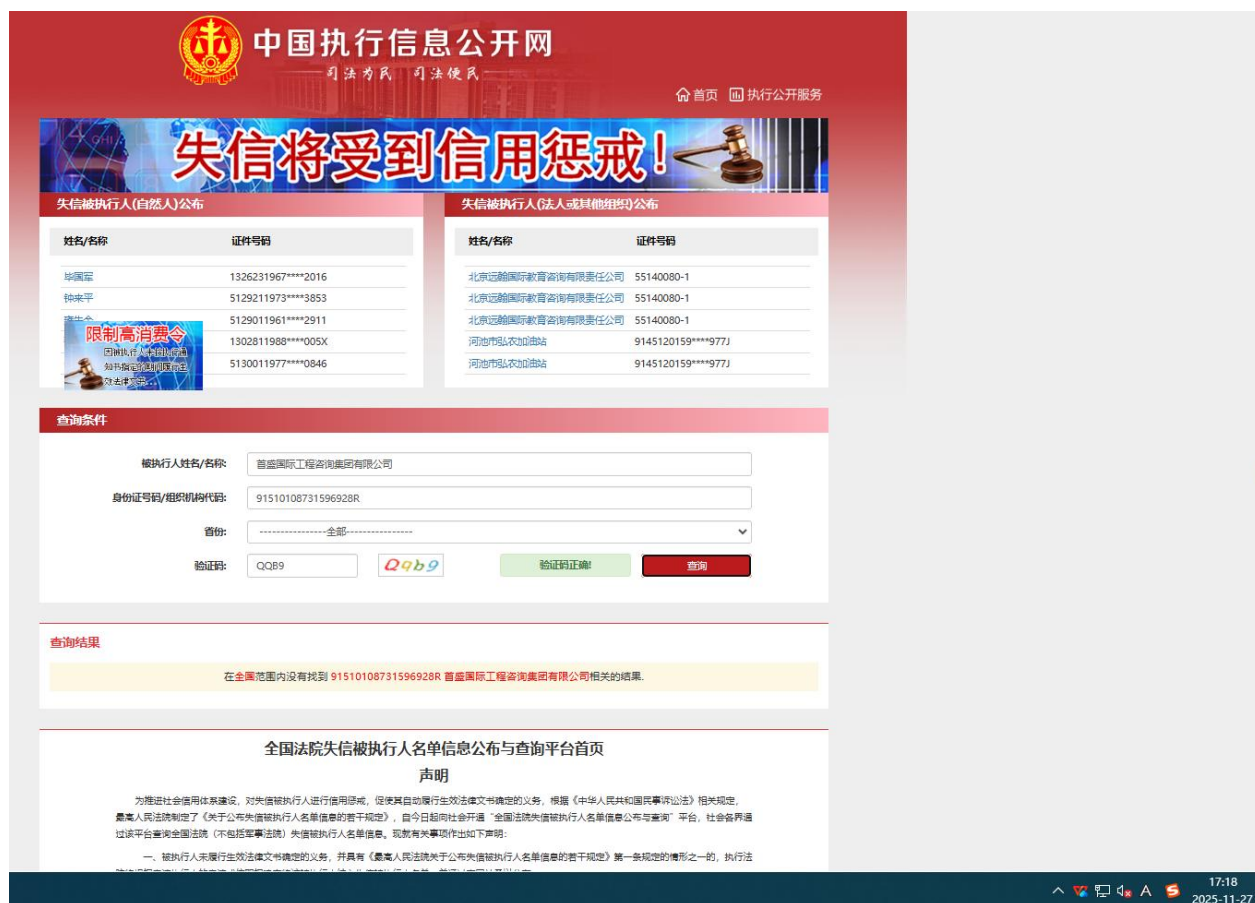 中国执行信息公开网
司法为民 司法便民
首页 执行公开服务
失信将受到信用惩戒!
失信被执行人(自然人)公布
姓名/名称 证件号码
毕国军 1326231967****2016
钟来平 5129211973****3853
5129011961****2911
1302811988****005X
5130011977****0846
限制高消费令
因被执行人未按执行通
知书指定的期间履行生
效法律文书
失信被执行人(法人或其他组织)公布
姓名/名称 证件号码
北京远翰国际教育咨询有限责任公司 55140080-1
北京远翰国际教育咨询有限责任公司 55140080-1
北京远翰国际教育咨询有限责任公司 55140080-1
河池市弘农加油站 9145120159****977J
河池市弘农加油站 9145120159****977J
查询条件
被执行人姓名/名称: 首盛国际工程咨询集团有限公司
身份证号码/组织机构代码: 91510108731596928R
省份: ----------------全部----------------
验证码: QQB9 Qqb9 验证码正确! 查询
查询结果
在全国范围内没有找到 91510108731596928R 首盛国际工程咨询集团有限公司相关的结果.
全国法院失信被执行人名单信息公布与查询平台首页
声明
为推进社会信用体系建设，对失信被执行人进行信用惩戒，促使其自动履行生效法律文书确定的义务，根据《中华人民共和国民事诉讼法》相关规定，
最高人民法院制定了《关于公布失信被执行人名单信息的若干规定》，自今日起向社会开通“全国法院失信被执行人名单信息公布与查询”平台，社会各界通
过该平台查询全国法院（不包括军事法院）失信被执行人名单信息。现就有关事项作出如下声明：
一、被执行人未履行生效法律文书确定的义务，并具有《最高人民法院关于公布失信被执行人名单信息的若干规定》第一条规定的情形之一的，执行法
A
17:18
2025-11-27